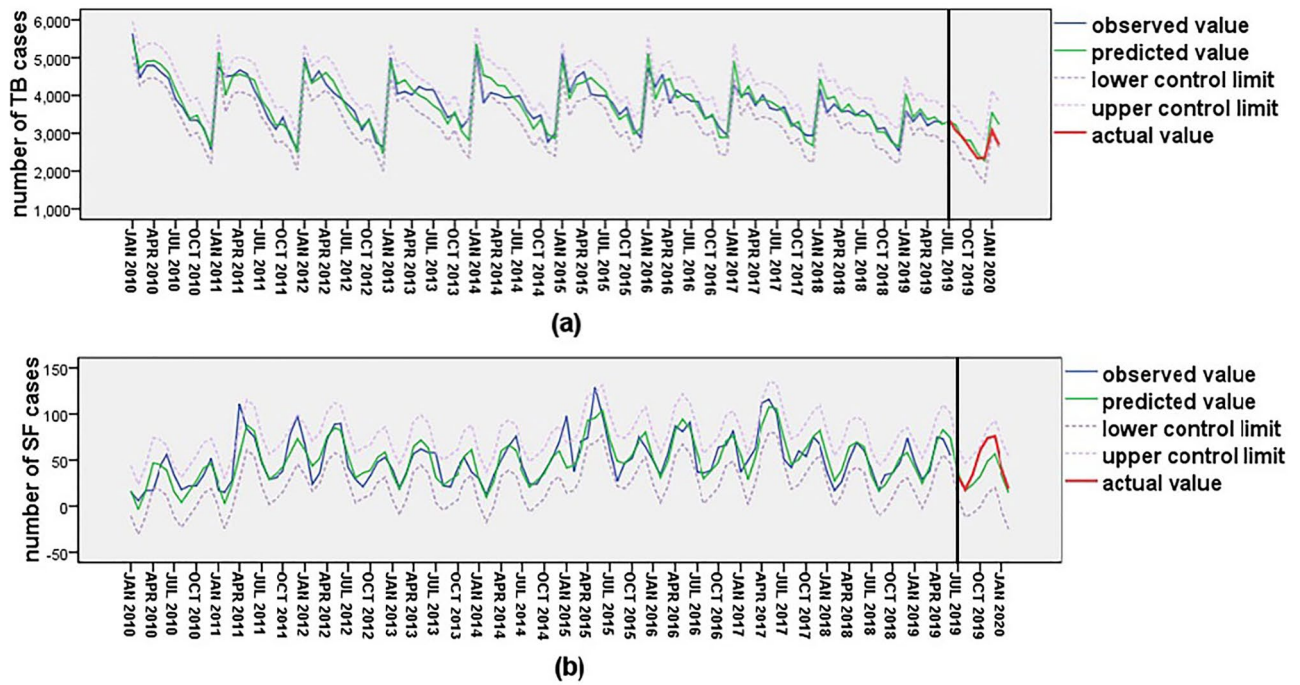 number of TB cases
6,000
5,000
4,000
3,000
2,000
1,000
JAN 2010
APR 2010
JUL 2010
OCT 2010
JAN 2011
APR 2011
JUL 2011
OCT 2011
JAN 2012
APR 2012
JUL 2012
OCT 2012
JAN 2013
APR 2013
JUL 2013
OCT 2013
JAN 2014
APR 2014
JUL 2014
OCT 2014
JAN 2015
APR 2015
JUL 2015
OCT 2015
JAN 2016
APR 2016
JUL 2016
OCT 2016
JAN 2017
APR 2017
JUL 2017
OCT 2017
JAN 2018
APR 2018
JUL 2018
OCT 2018
JAN 2019
APR 2019
JUL 2019
OCT 2019
JAN 2020
observed value
predicted value
lower control limit
upper control limit
actual value
(a)
number of SF cases
150
100
50
0
-50
JAN 2010
APR 2010
JUL 2010
OCT 2010
JAN 2011
APR 2011
JUL 2011
OCT 2011
JAN 2012
APR 2012
JUL 2012
OCT 2012
JAN 2013
APR 2013
JUL 2013
OCT 2013
JAN 2014
APR 2014
JUL 2014
OCT 2014
JAN 2015
APR 2015
JUL 2015
OCT 2015
JAN 2016
APR 2016
JUL 2016
OCT 2016
JAN 2017
APR 2017
JUL 2017
OCT 2017
JAN 2018
APR 2018
JUL 2018
OCT 2018
JAN 2019
APR 2019
JUL 2019
OCT 2019
JAN 2020
observed value
predicted value
lower control limit
upper control limit
actual value
(b)